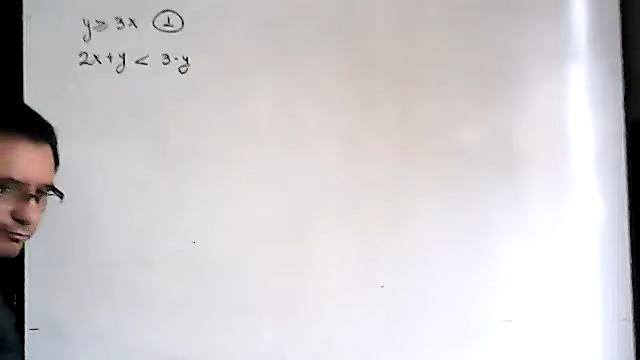 y ≥ 3x ①
2x + y < 3 - y